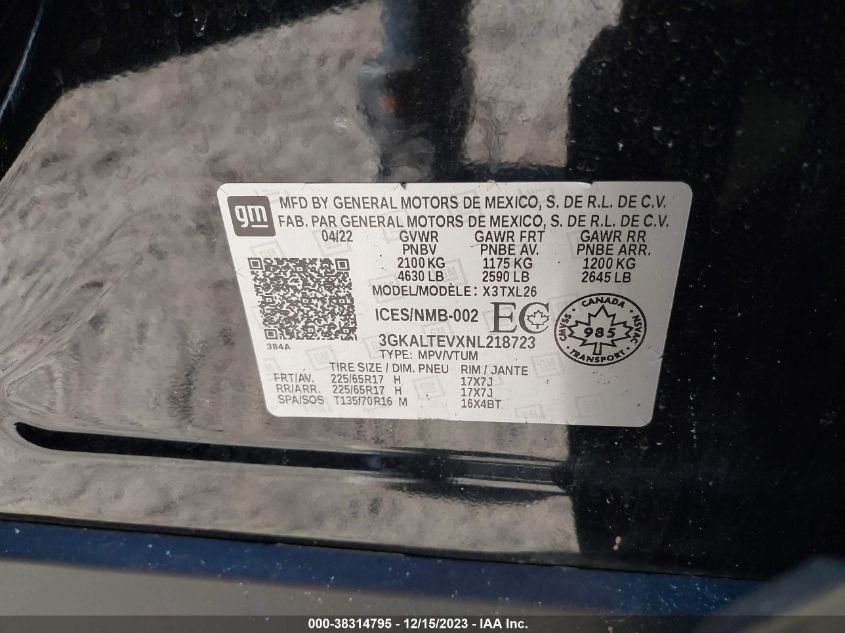 gm
MFD BY GENERAL MOTORS DE MEXICO, S. DE R.L. DE C.V.
FAB. PAR GENERAL MOTORS DE MEXICO, S. DE R.L. DE C.V.
04/22 GVWR GAWR FRT GAWR RR
PNBV PNBE AV. PNBE ARR.
2100 KG 1175 KG 1200 KG
4630 LB 2590 LB 2645 LB
MODEL/MODÈLE: X3TXL26
ICES/NMB-002 EC
CANADA
CMVSS 985 NSVAC
3B4A
3GKALTEVXNL218723
TYPE: MPV/VTUM
TIRE SIZE / DIM. PNEU RIM / JANTE
FRT/AV. 225/65R17 H 17X7J
RR/ARR. 225/65R17 H 17X7J
SPA/SOS T135/70R16 M 16X4BT
000-38314795 - 12/15/2023 - IAA Inc.